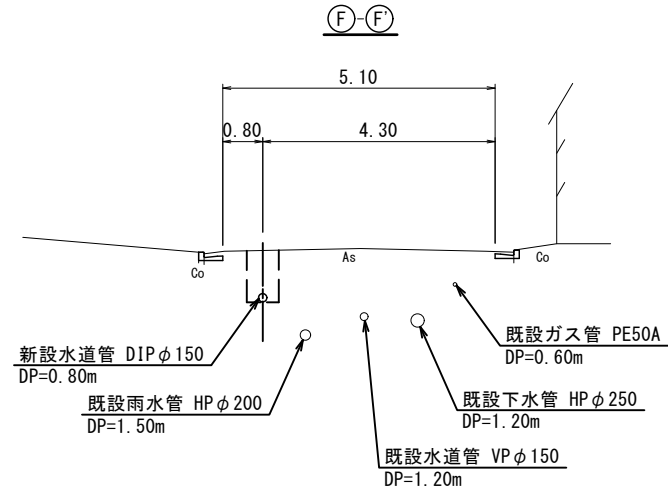 F-F'
5.10
0.80
4.30
Co
As
Co
新設水道管 DIPφ150
DP=0.80m
既設雨水管 HPφ200
DP=1.50m
既設水道管 VPφ150
DP=1.20m
既設下水管 HPφ250
DP=1.20m
既設ガス管 PE50A
DP=0.60m